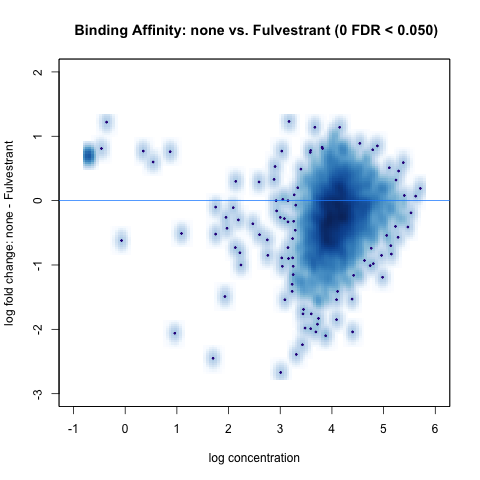 Binding Affinity: none vs. Fulvestrant (0 FDR < 0.050)
log fold change: none - Fulvestrant
2
1
0
-1
-2
-3
-1 0 1 2 3 4 5 6
log concentration